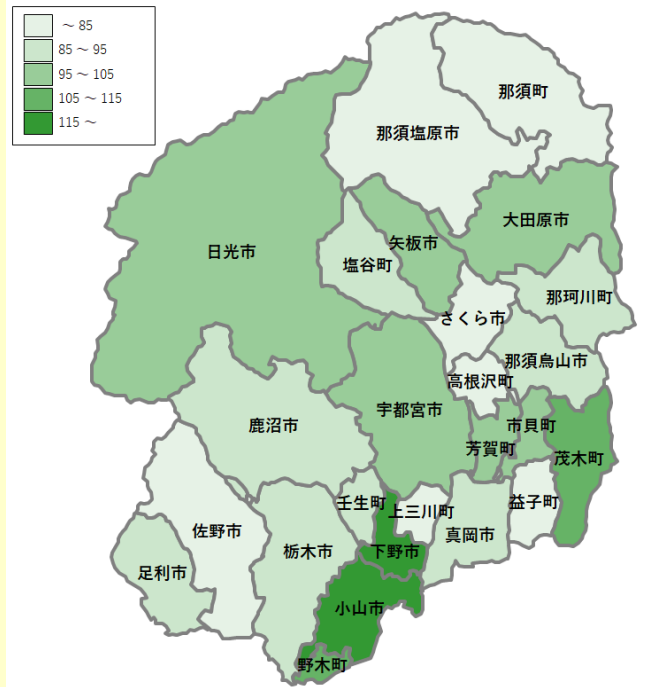 ～ 85
85 ～ 95
95 ～ 105
105 ～ 115
115 ～
那須町
那須塩原市
大田原市
矢板市
日光市
塩谷町
那珂川町
さくら市
那須烏山市
高根沢町
宇都宮市
市貝町
鹿沼市
芳賀町
茂木町
壬生町
上三川町
益子町
佐野市
真岡市
栃木市
下野市
足利市
小山市
野木町